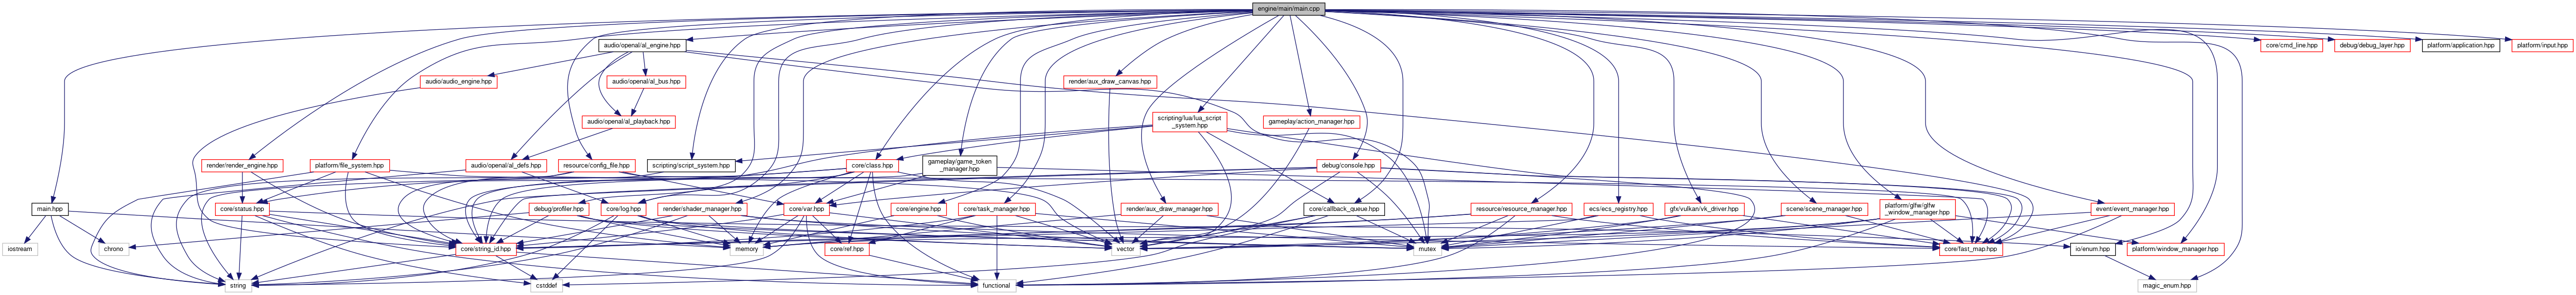 engine/main/main.cpp
audio/openal/al_engine.hpp
core/cmd_line.hpp
debug/debug_layer.hpp
platform/application.hpp
platform/input.hpp
audio/audio_engine.hpp
audio/openal/al_bus.hpp
render/aux_draw_canvas.hpp
audio/openal/al_playback.hpp
scripting/lua/lua_script
_system.hpp
gameplay/action_manager.hpp
render/render_engine.hpp
platform/file_system.hpp
audio/openal/al_defs.hpp
resource/config_file.hpp
scripting/script_system.hpp
core/class.hpp
gameplay/game_token
_manager.hpp
debug/console.hpp
main.hpp
core/status.hpp
debug/profiler.hpp
core/log.hpp
render/shader_manager.hpp
core/var.hpp
core/engine.hpp
core/task_manager.hpp
render/aux_draw_manager.hpp
core/callback_queue.hpp
resource/resource_manager.hpp
ecs/ecs_registry.hpp
gfx/vulkan/vk_driver.hpp
scene/scene_manager.hpp
platform/glfw/glfw
_window_manager.hpp
event/event_manager.hpp
iostream
chrono
core/string_id.hpp
memory
core/ref.hpp
vector
mutex
core/fast_map.hpp
io/enum.hpp
platform/window_manager.hpp
string
cstddef
functional
magic_enum.hpp